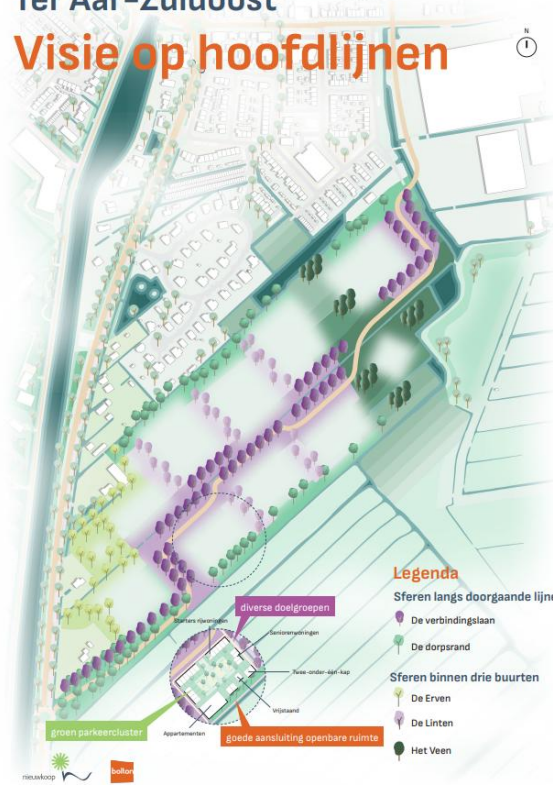 Ter Aar-Zuidoost
Visie op hoofdlijnen
N
Legenda
Sferen langs doorgaande lijne
De verbindingslaan
De dorpsrand
Sferen binnen drie buurten
De Erven
De Linten
Het Veen
diverse doelgroepen
Starters rijwoningen
Seniorenwoningen
Twee-onder-één-kap
Vrijstaand
Appartementen
groen parkeercluster
goede aansluiting openbare ruimte
nieuwkoop
bolton